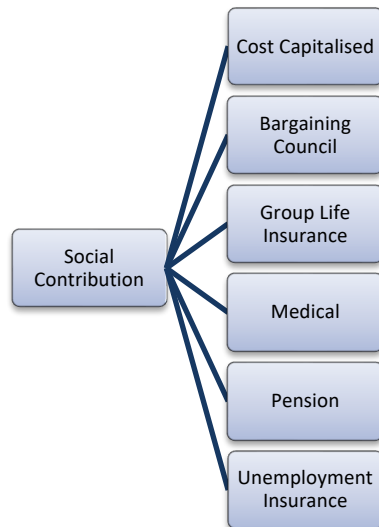 Cost Capitalised
Bargaining
Council
Group Life
Insurance
Social
Contribution
Medical
Pension
Unemployment
Insurance